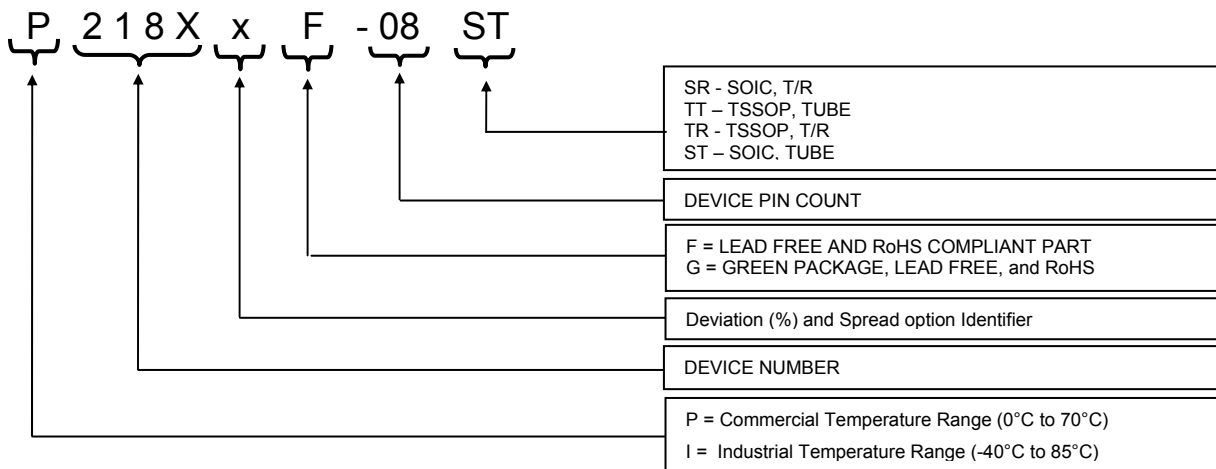 P 2 1 8 X x F - 08 ST
SR - SOIC, T/R
TT – TSSOP, TUBE
TR - TSSOP, T/R
ST – SOIC, TUBE
DEVICE PIN COUNT
F = LEAD FREE AND RoHS COMPLIANT PART
G = GREEN PACKAGE, LEAD FREE, and RoHS
Deviation (%) and Spread option Identifier
DEVICE NUMBER
P = Commercial Temperature Range (0°C to 70°C)
I = Industrial Temperature Range (-40°C to 85°C)